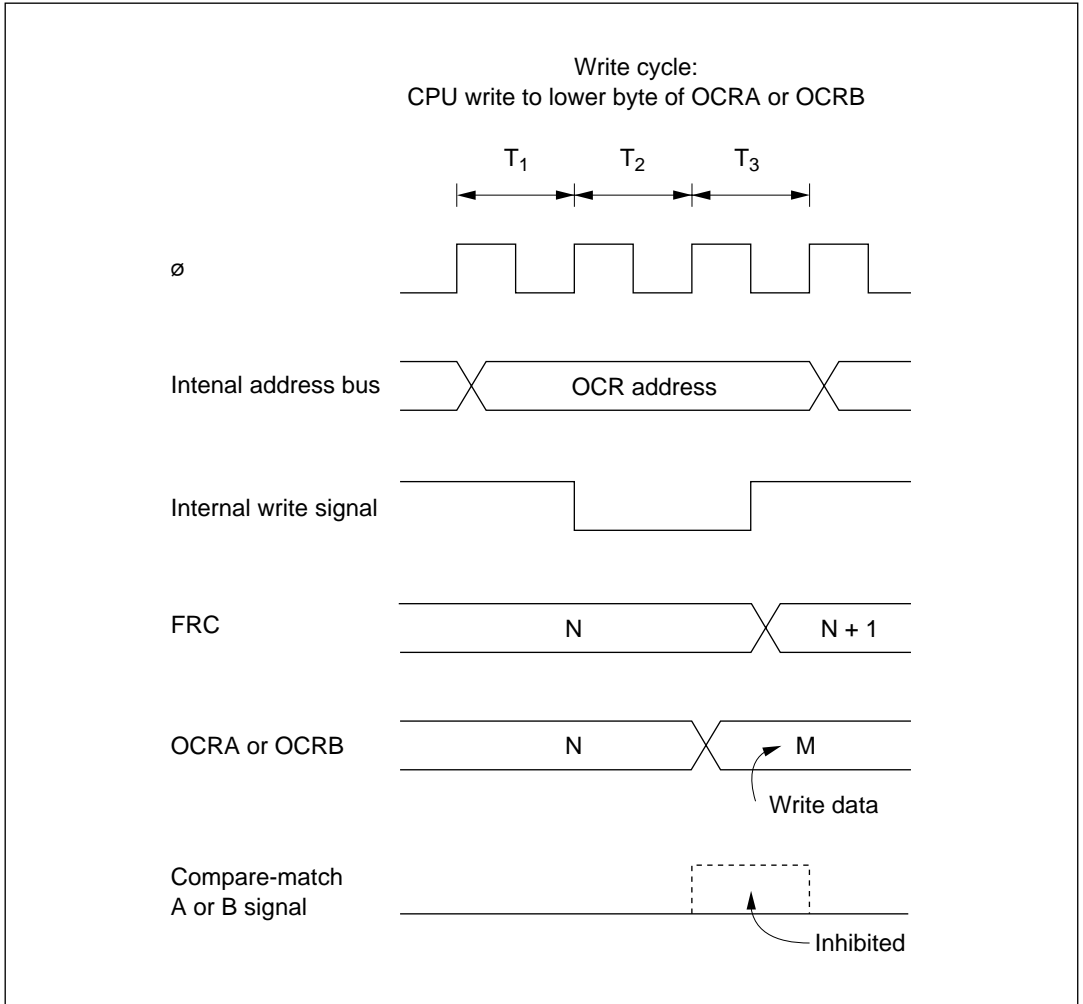 Write cycle:
CPU write to lower byte of OCRA or OCRB
T1 T2 T3
ø
Intenal address bus
OCR address
Internal write signal
FRC
N
N + 1
OCRA or OCRB
N
M
Write data
Compare-match
A or B signal
Inhibited